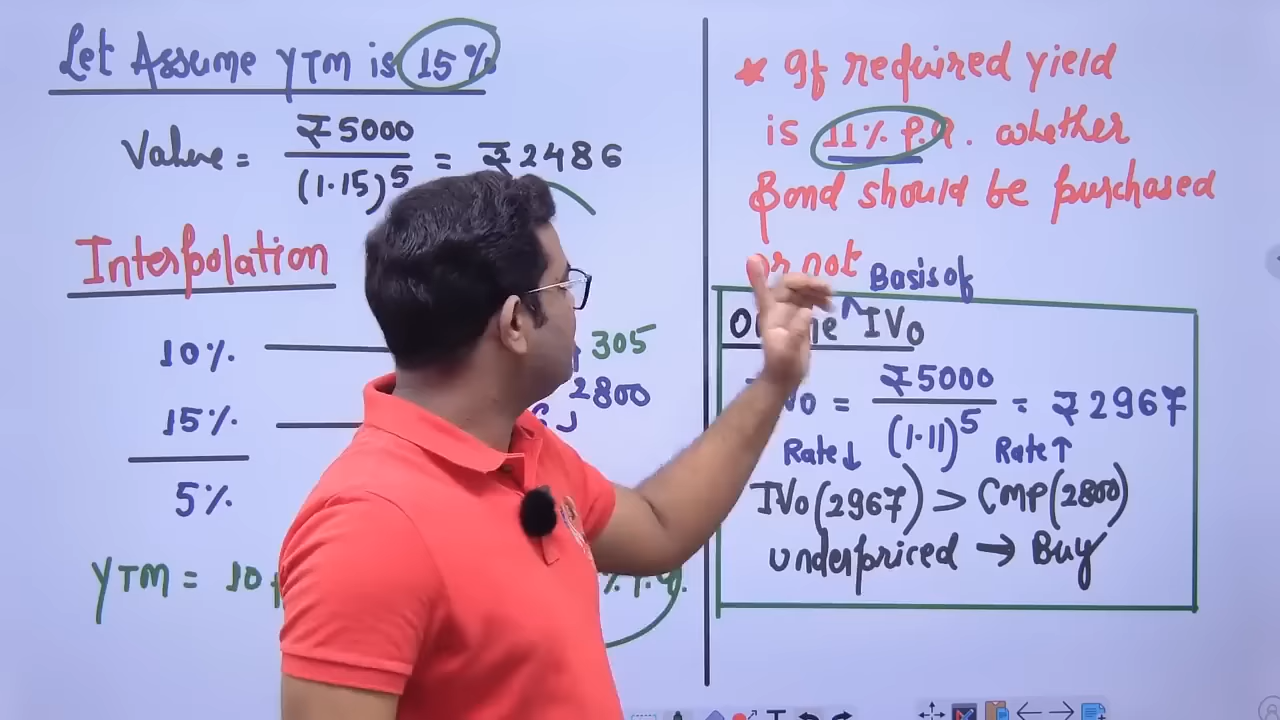 Let Assume YTM is 15%
Value = ₹5000 / (1.15)^5 = ₹2486
Interpolation
10% 305
15% 2800
5%
YTM = 10 % P.a.
* If required yield
is 11% P.a. whether
Bond should be purchased
or not
Basis of
IV₀
= ₹5000 / (1.11)^5 = ₹2967
Rate↓ Rate↑
IV₀(2967) > CMP(2800)
underpriced → Buy